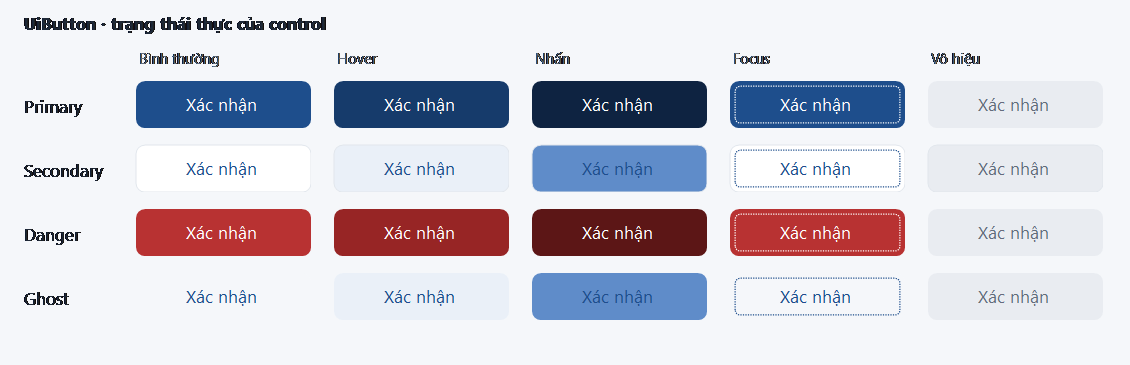 UiButton · trạng thái thực của control
Bình thường Hover Nhấn Focus Vô hiệu
Primary Xác nhận Xác nhận Xác nhận Xác nhận Xác nhận
Secondary Xác nhận Xác nhận Xác nhận Xác nhận Xác nhận
Danger Xác nhận Xác nhận Xác nhận Xác nhận Xác nhận
Ghost Xác nhận Xác nhận Xác nhận Xác nhận Xác nhận